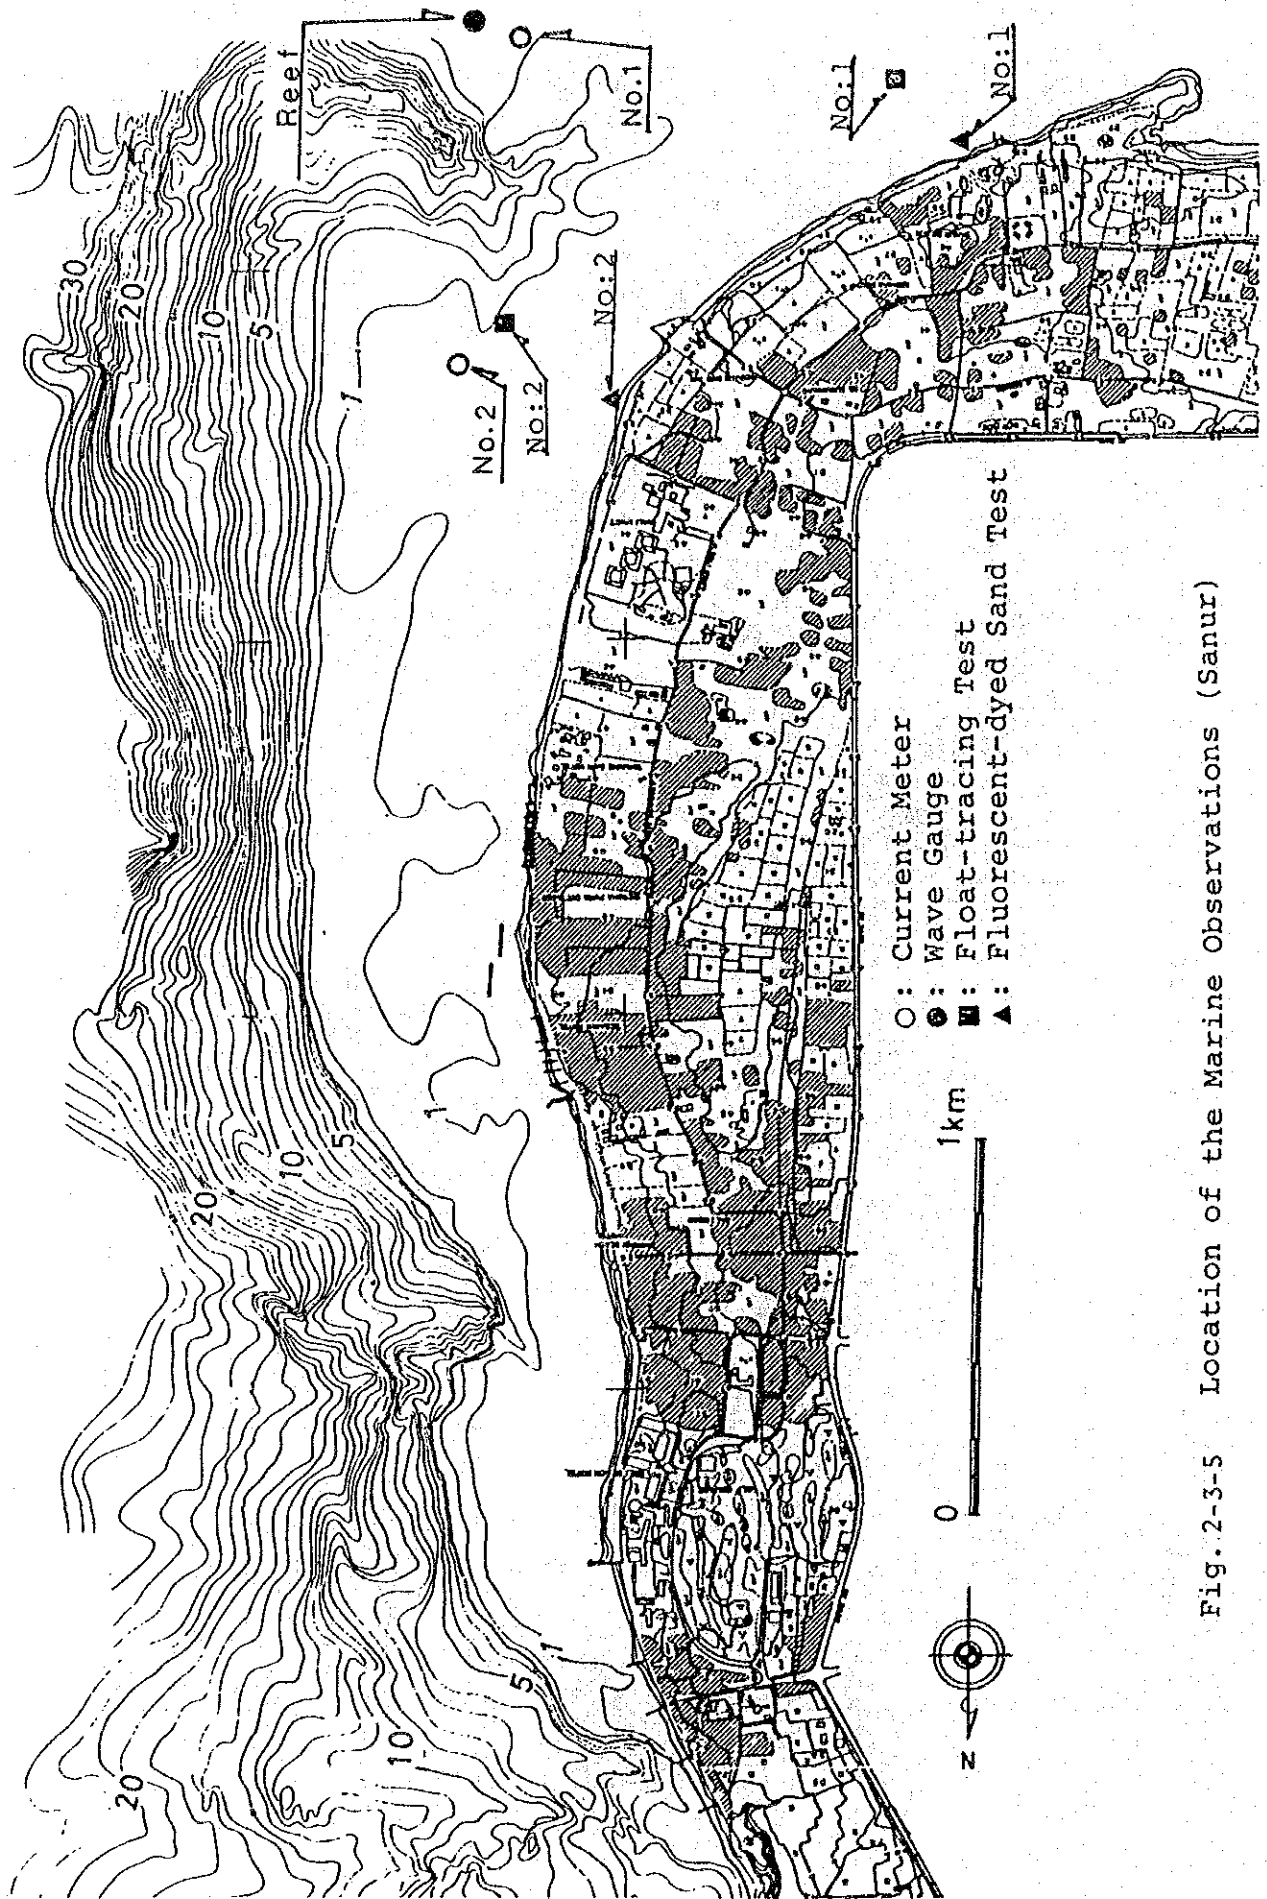 Reef
No.1
No:1
No:1
30
20
10
5
1
No.2
No:2
No:2
○: Current Meter
●: Wave Gauge
■: Float-tracing Test
▲: Fluorescent-dyed Sand Test
20
10
5
1
0
1km
20
10
5
1
N
Fig.2-3-5 Location of the Marine Observations (Sanur)